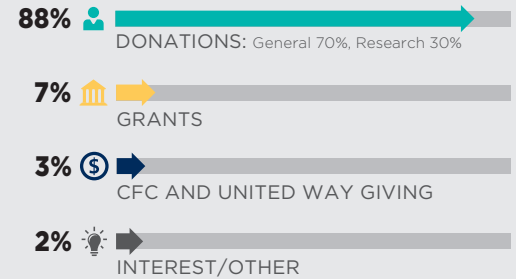 88%
DONATIONS: General 70%, Research 30%
7%
GRANTS
3% $
CFC AND UNITED WAY GIVING
2%
INTEREST/OTHER